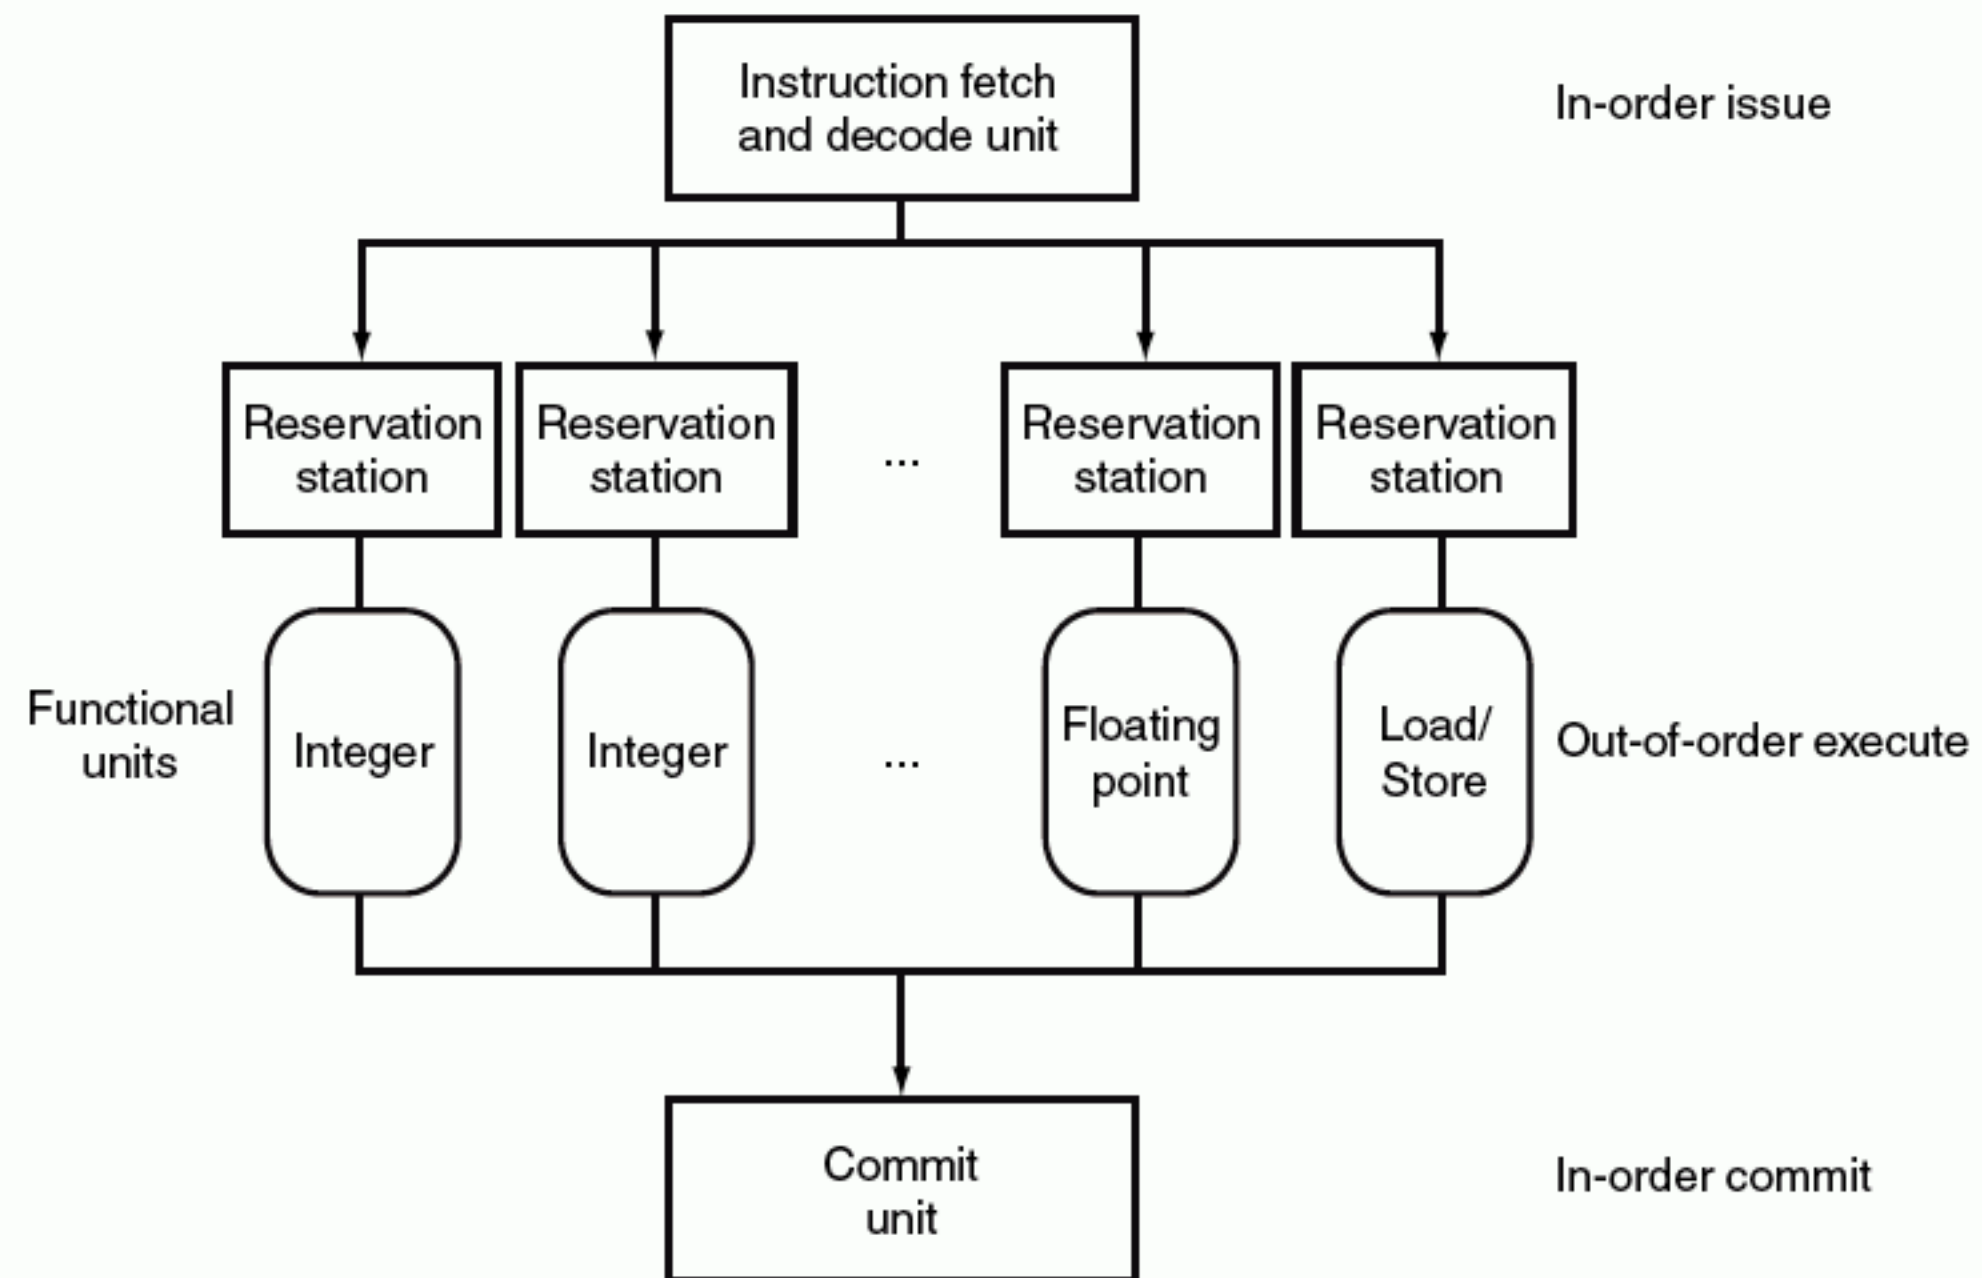 Instruction fetch
and decode unit
In-order issue
Reservation
station
Reservation
station
...
Reservation
station
Reservation
station
Functional
units
Integer
Integer
...
Floating
point
Load/
Store
Out-of-order execute
Commit
unit
In-order commit